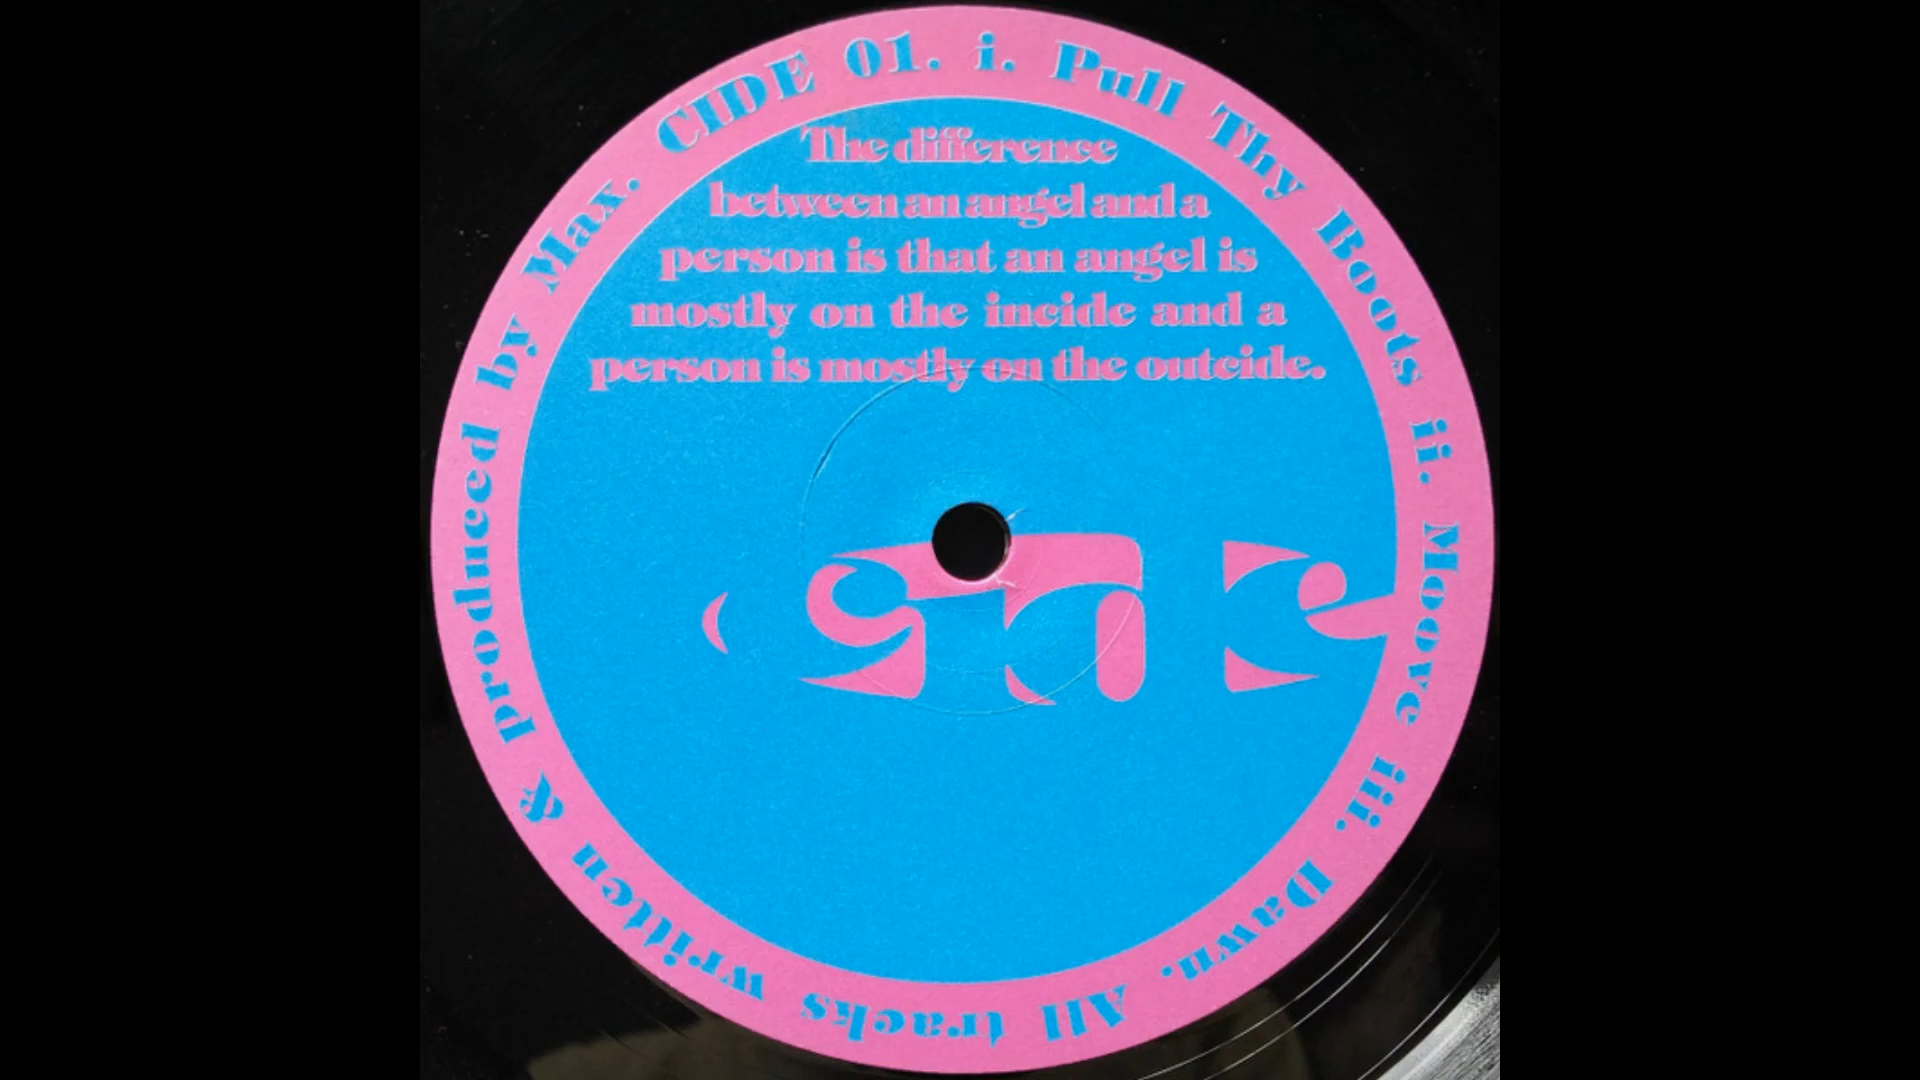 CIDE 01. i. Pull Thy Boots ii. Moove iii. Dawn. All tracks written & produced by Max.
The difference
between an angel and a
person is that an angel is
mostly on the incide and a
person is mostly on the outcide.